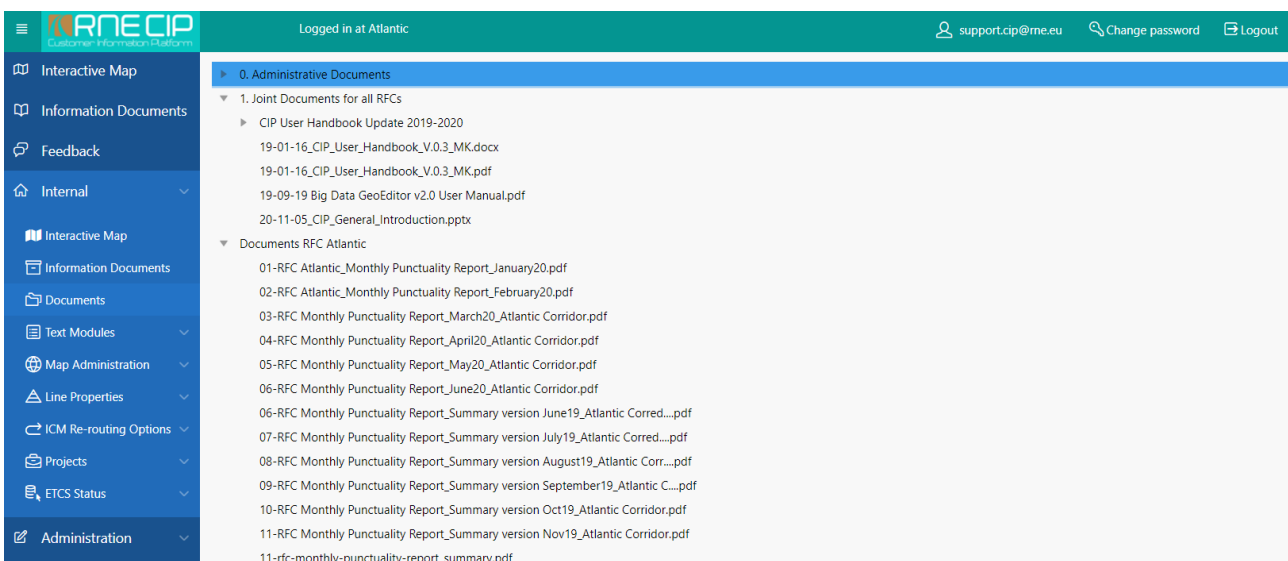 RNE CIP
Customer Information Platform
Logged in at Atlantic
support.cip@rne.eu
Change password
Logout
Interactive Map
Information Documents
Feedback
Internal
Interactive Map
Information Documents
Documents
Text Modules
Map Administration
Line Properties
ICM Re-routing Options
Projects
ETCS Status
Administration
0. Administrative Documents
1. Joint Documents for all RFCs
CIP User Handbook Update 2019-2020
19-01-16_CIP_User_Handbook_V.0.3_MK.docx
19-01-16_CIP_User_Handbook_V.0.3_MK.pdf
19-09-19 Big Data GeoEditor v2.0 User Manual.pdf
20-11-05_CIP_General_Introduction.pptx
Documents RFC Atlantic
01-RFC Atlantic_Monthly Punctuality Report_January20.pdf
02-RFC Atlantic_Monthly Punctuality Report_February20.pdf
03-RFC Monthly Punctuality Report_March20_Atlantic Corridor.pdf
04-RFC Monthly Punctuality Report_April20_Atlantic Corridor.pdf
05-RFC Monthly Punctuality Report_May20_Atlantic Corridor.pdf
06-RFC Monthly Punctuality Report_June20_Atlantic Corridor.pdf
06-RFC Monthly Punctuality Report_Summary version June19_Atlantic Corred....pdf
07-RFC Monthly Punctuality Report_Summary version July19_Atlantic Corred....pdf
08-RFC Monthly Punctuality Report_Summary version August19_Atlantic Corr....pdf
09-RFC Monthly Punctuality Report_Summary version September19_Atlantic C....pdf
10-RFC Monthly Punctuality Report_Summary version Oct19_Atlantic Corridor.pdf
11-RFC Monthly Punctuality Report_Summary version Nov19_Atlantic Corridor.pdf
11-rfc-monthly-punctuality-report_summary.pdf